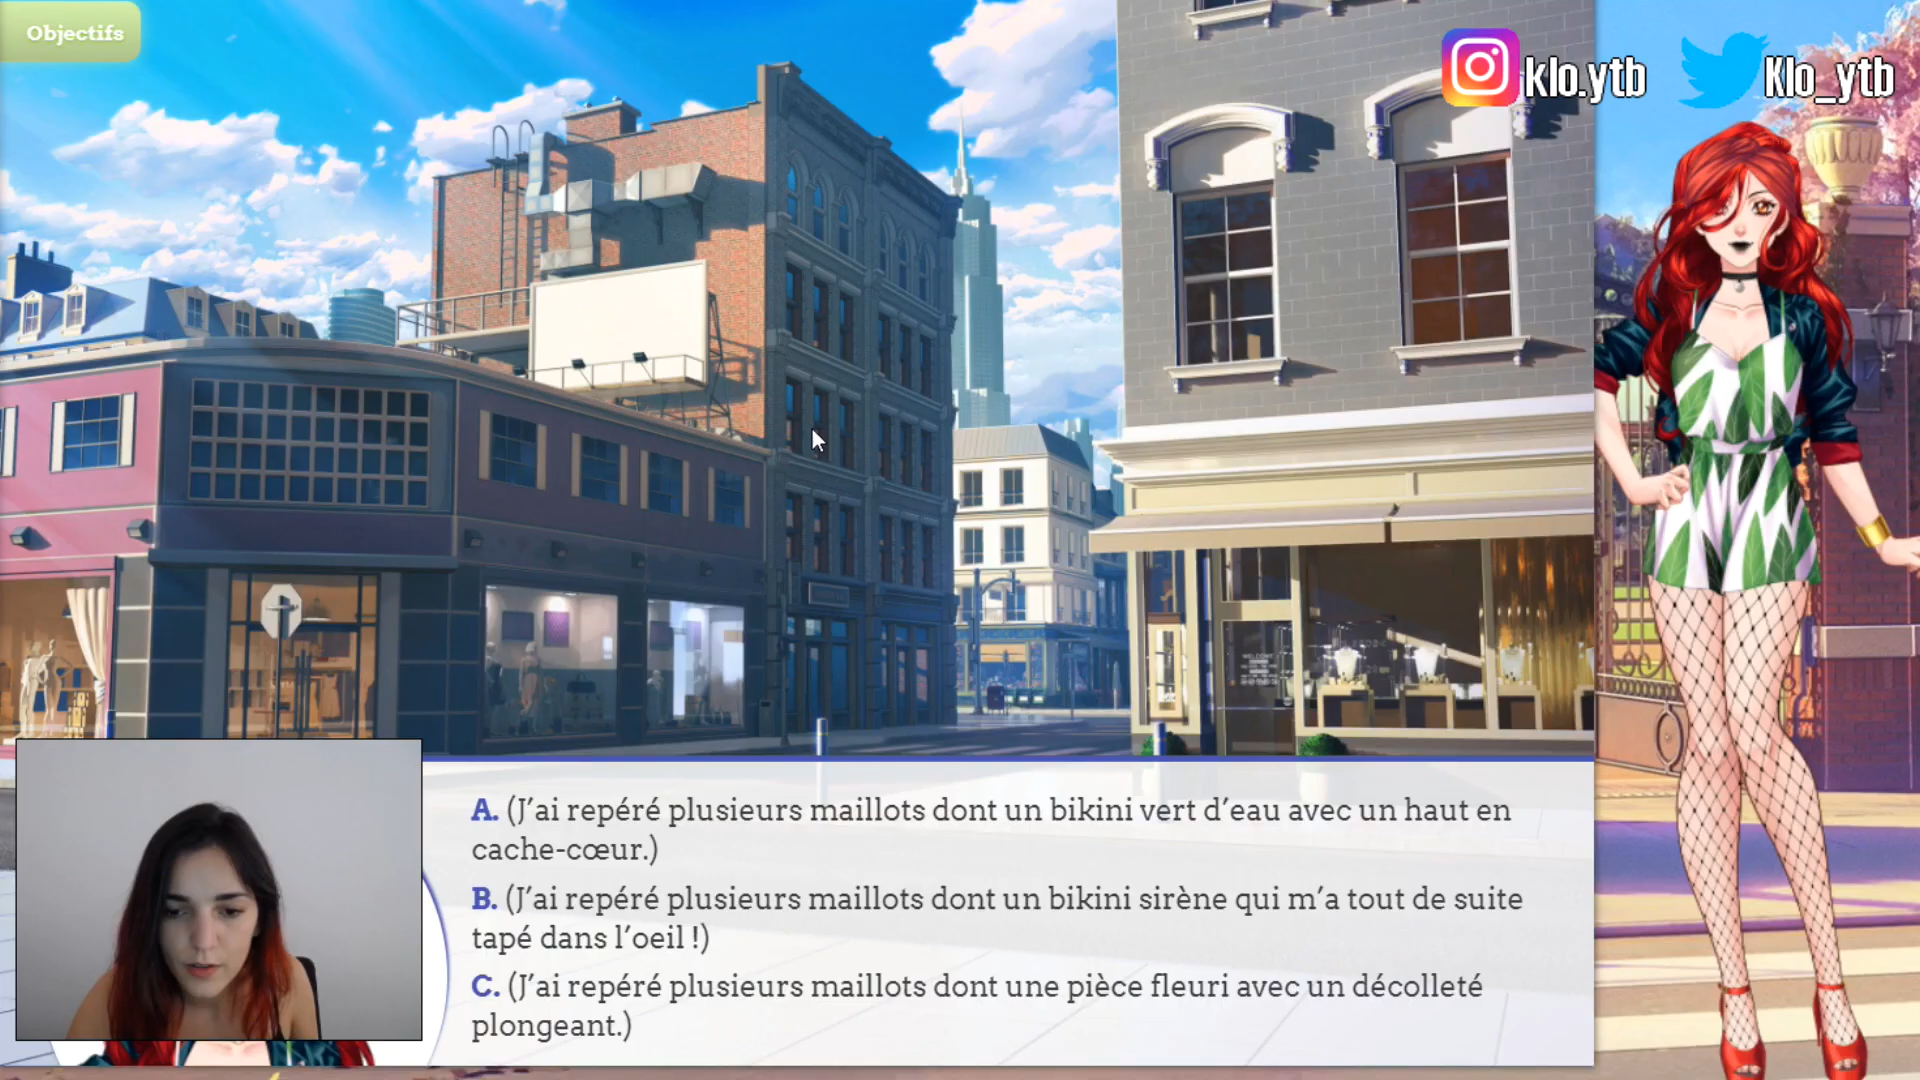 Objectifs
klo.ytb
Klo_ytb
A. (J’ai repéré plusieurs maillots dont un bikini vert d’eau avec un haut en
cache-cœur.)
B. (J’ai repéré plusieurs maillots dont un bikini sirène qui m’a tout de suite
tapé dans l’oeil !)
C. (J’ai repéré plusieurs maillots dont une pièce fleuri avec un décolleté
plongeant.)